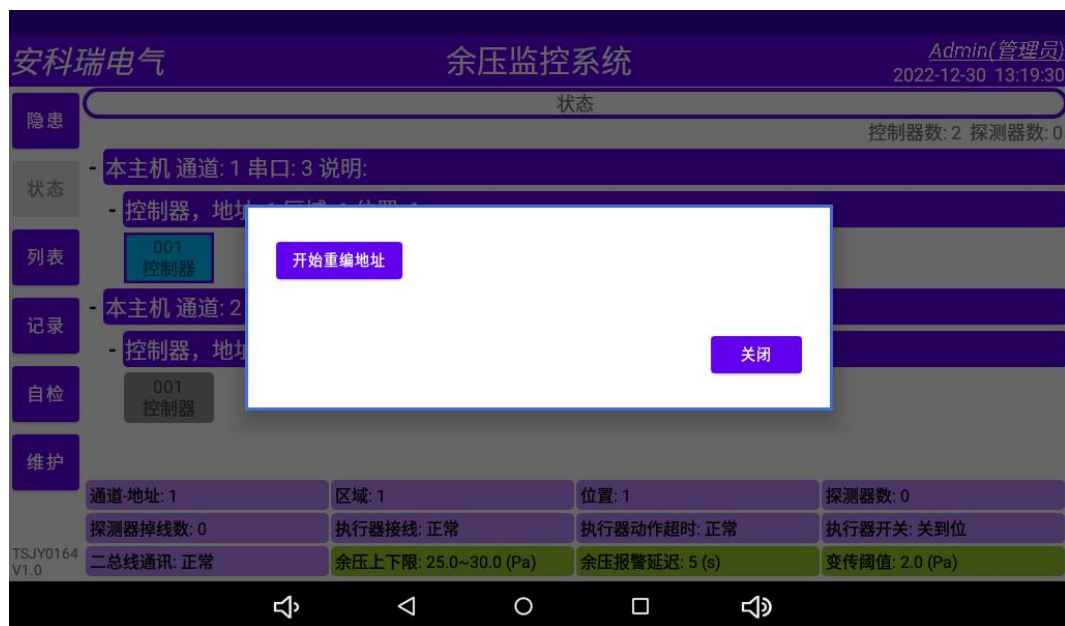 安科瑞电气
余压监控系统
Admin(管理员)
2022-12-30 13:19:30
隐患
状态
控制器数: 2 探测器数: 0
状态
- 本主机 通道: 1 串口: 3 说明:
- 控制器，地址
列表
001
控制器
开始重编地址
记录
- 本主机 通道: 2
- 控制器，地址
关闭
自检
001
控制器
维护
通道-地址: 1
区域: 1
位置: 1
探测器数: 0
探测器掉线数: 0
执行器接线: 正常
执行器动作超时: 正常
执行器开关: 关到位
TSJY0164
V1.0
二总线通讯: 正常
余压上下限: 25.0~30.0 (Pa)
余压报警延迟: 5 (s)
变传阈值: 2.0 (Pa)